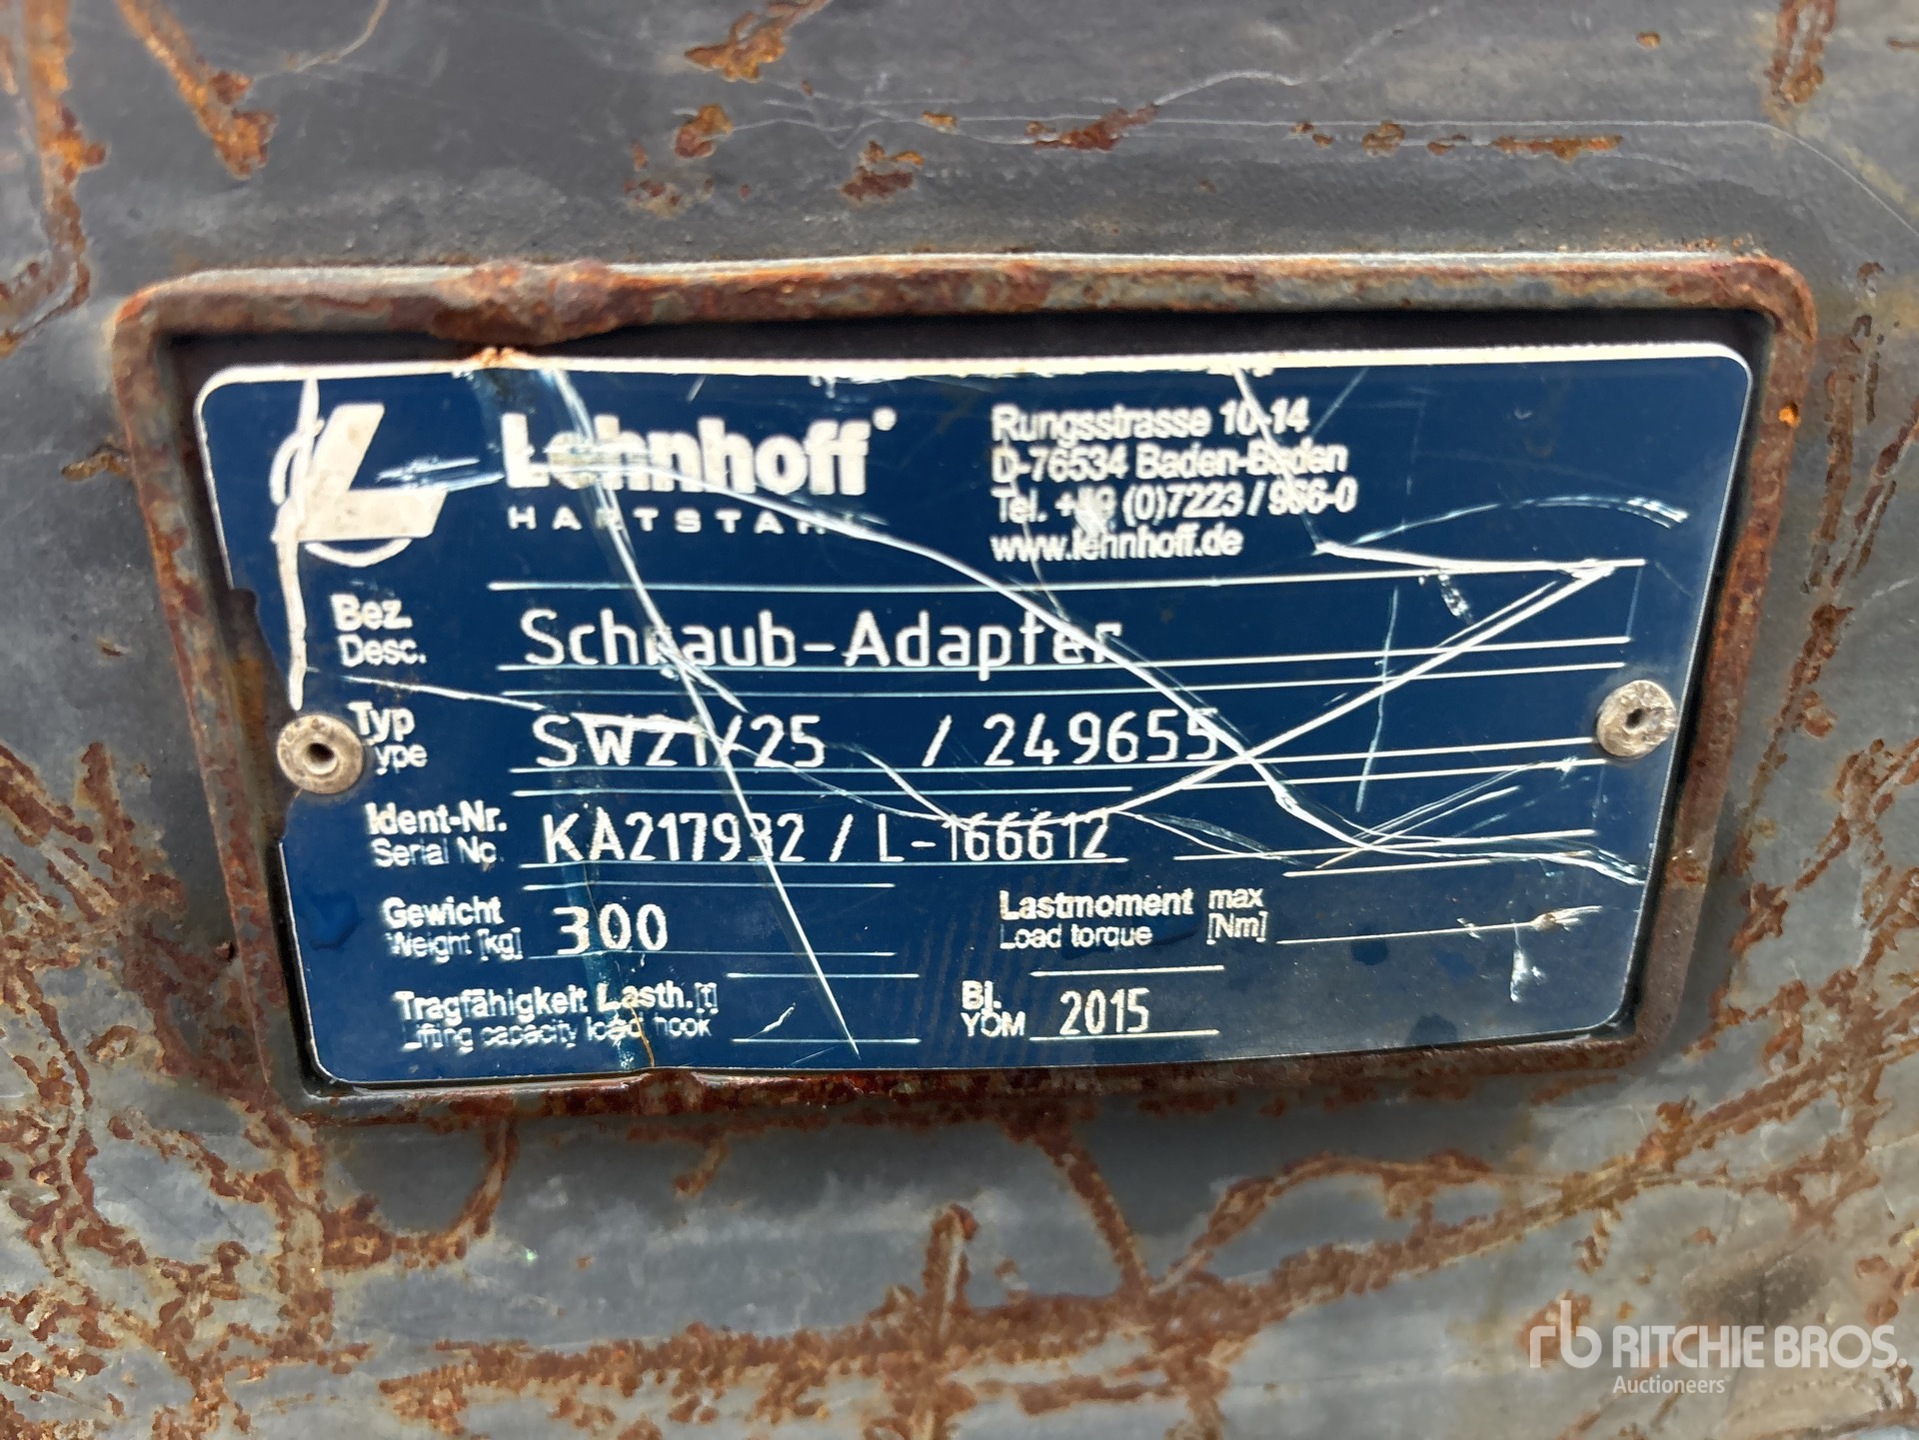 Lehnhoff®
HARTSTAHL
Rungsstrasse 10-14
D-76534 Baden-Baden
Tel. +49 (0)7223 / 966-0
www.lehnhoff.de
Bez. Schraub-Adapter
Desc.
Typ SW21/25 / 249655
Type
Ident-Nr. KA217932 / L-166612
Serial No.
Gewicht 300
Weight [kg]
Lastmoment max
Load torque [Nm]
Tragfähigkeit Lasth. [t]
Lifting capacity load hook
Bj. 2015
YOM
rb RITCHIE BROS.
Auctioneers